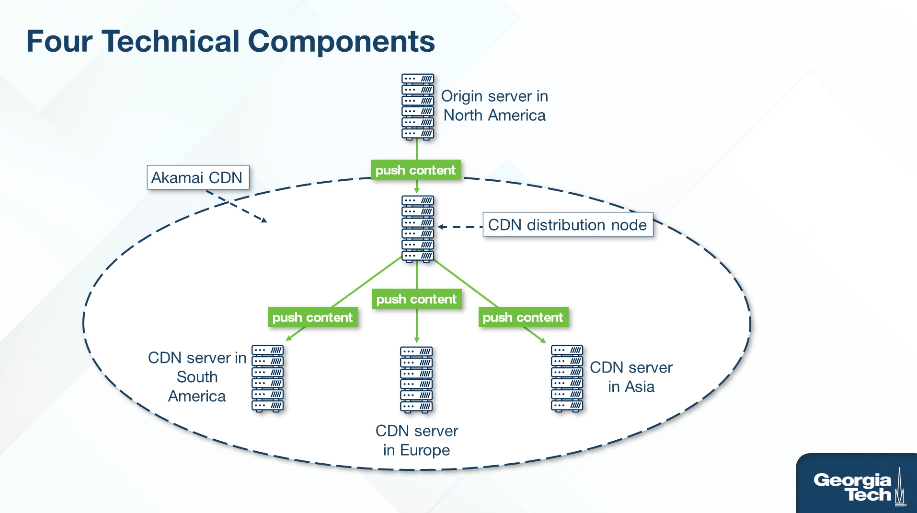 Four Technical Components
Origin server in
North America
push content
Akamai CDN
CDN distribution node
push content
push content
push content
CDN server in
South
America
CDN server
in Europe
CDN server
in Asia
Georgia
Tech